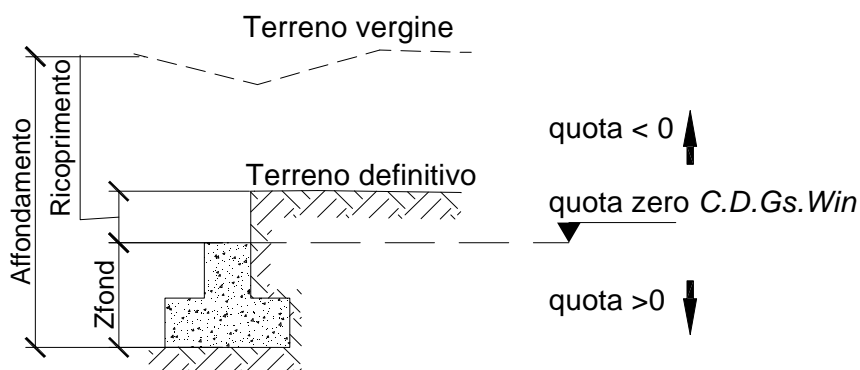 Terreno vergine
Affondamento
Ricoprimento
quota < 0
Terreno definitivo
quota zero C.D.Gs.Win
Zfond
quota >0